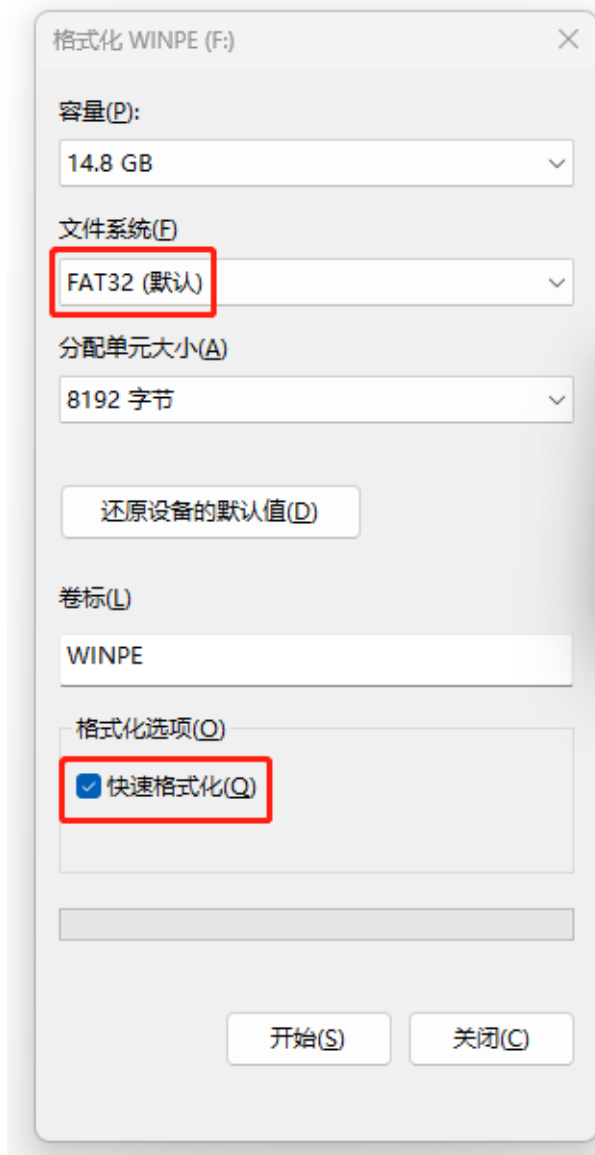 格式化 WINPE (F:)
容量(P):
14.8 GB
文件系统(F)
FAT32 (默认)
分配单元大小(A)
8192 字节
还原设备的默认值(D)
卷标(L)
WINPE
格式化选项(O)
快速格式化(Q)
开始(S)
关闭(C)